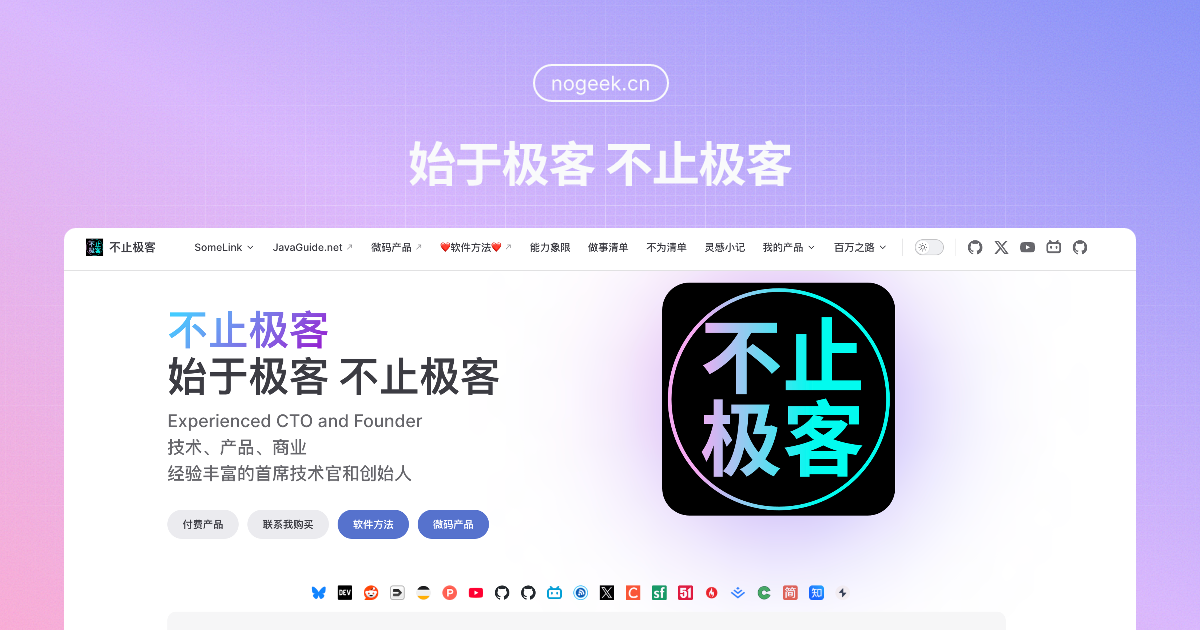 nogeek.cn
始于极客 不止极客
不止极客 不止极客 SomeLink JavaGuide.net 微码产品 ❤️软件方法❤️ 能力象限 做事清单 不为清单 灵感小记 我的产品 百万之路
不止极客
始于极客 不止极客
Experienced CTO and Founder
技术、产品、商业
经验丰富的首席技术官和创始人
付费产品 联系我购买 软件方法 微码产品
不止
极客
DEV P X C sf 51 C 简 知